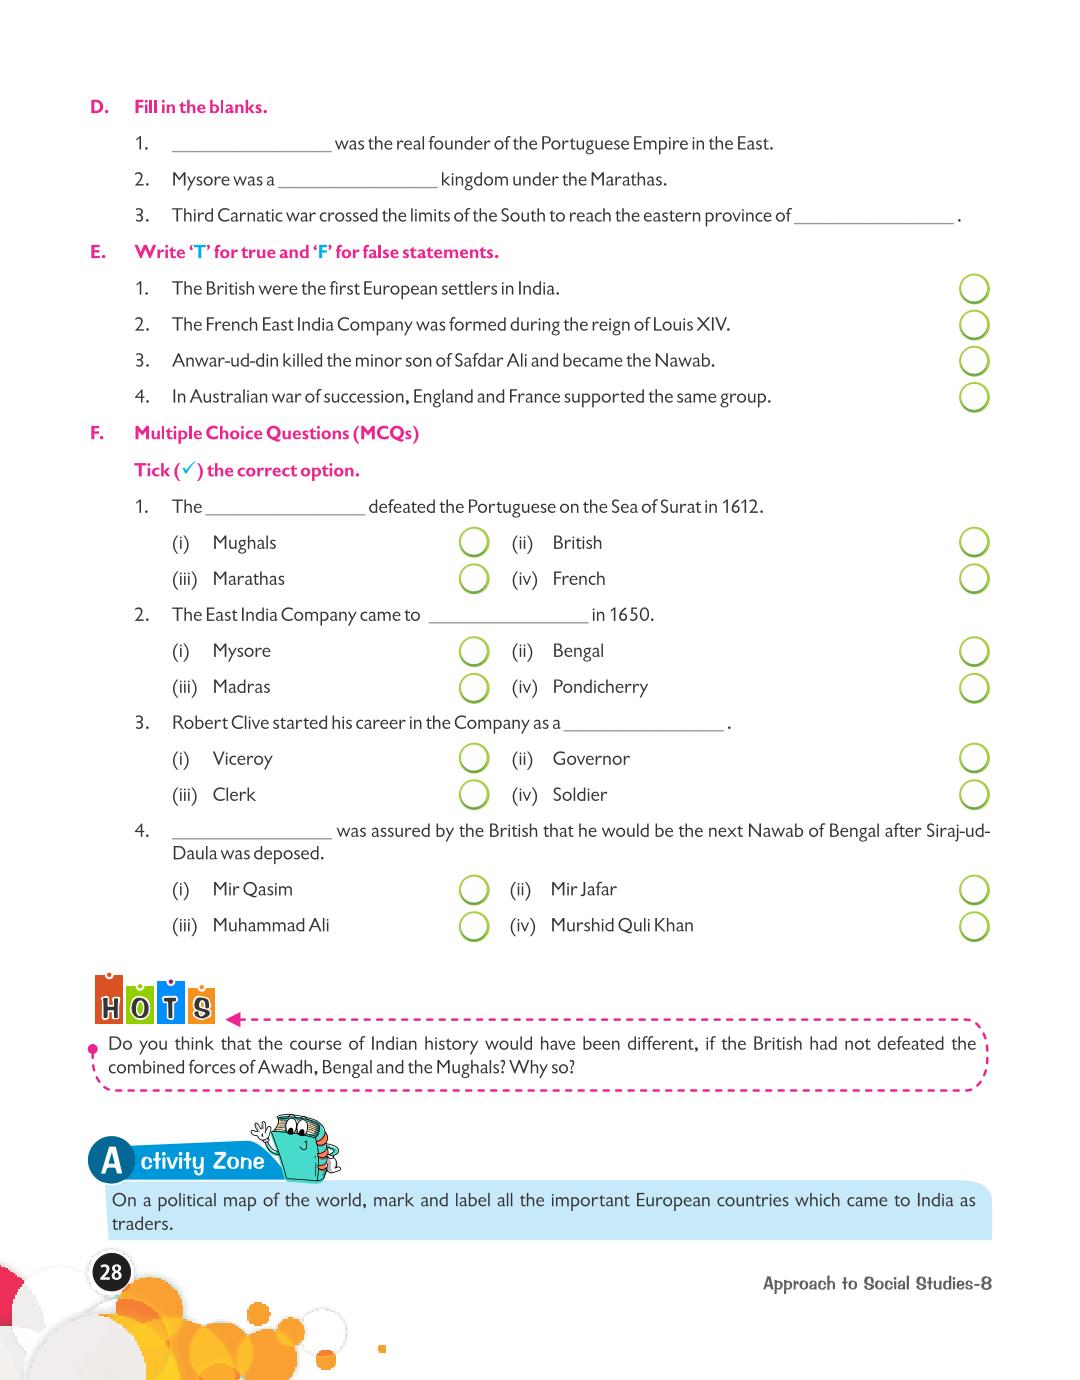 D. Fill in the blanks.
1. ________________ was the real founder of the Portuguese Empire in the East.
2. Mysore was a ________________ kingdom under the Marathas.
3. Third Carnatic war crossed the limits of the South to reach the eastern province of ________________ .
E. Write ‘T’ for true and ‘F’ for false statements.
1. The British were the first European settlers in India.
2. The French East India Company was formed during the reign of Louis XIV.
3. Anwar-ud-din killed the minor son of Safdar Ali and became the Nawab.
4. In Australian war of succession, England and France supported the same group.
F. Multiple Choice Questions (MCQs)
Tick (✓) the correct option.
1. The ________________ defeated the Portuguese on the Sea of Surat in 1612.
(i) Mughals (ii) British
(iii) Marathas (iv) French
2. The East India Company came to ________________ in 1650.
(i) Mysore (ii) Bengal
(iii) Madras (iv) Pondicherry
3. Robert Clive started his career in the Company as a ________________ .
(i) Viceroy (ii) Governor
(iii) Clerk (iv) Soldier
4. ________________ was assured by the British that he would be the next Nawab of Bengal after Siraj-ud-
Daula was deposed.
(i) Mir Qasim (ii) Mir Jafar
(iii) Muhammad Ali (iv) Murshid Quli Khan
HOTS
Do you think that the course of Indian history would have been different, if the British had not defeated the
combined forces of Awadh, Bengal and the Mughals? Why so?
Activity Zone
On a political map of the world, mark and label all the important European countries which came to India as
traders.
28
Approach to Social Studies-8